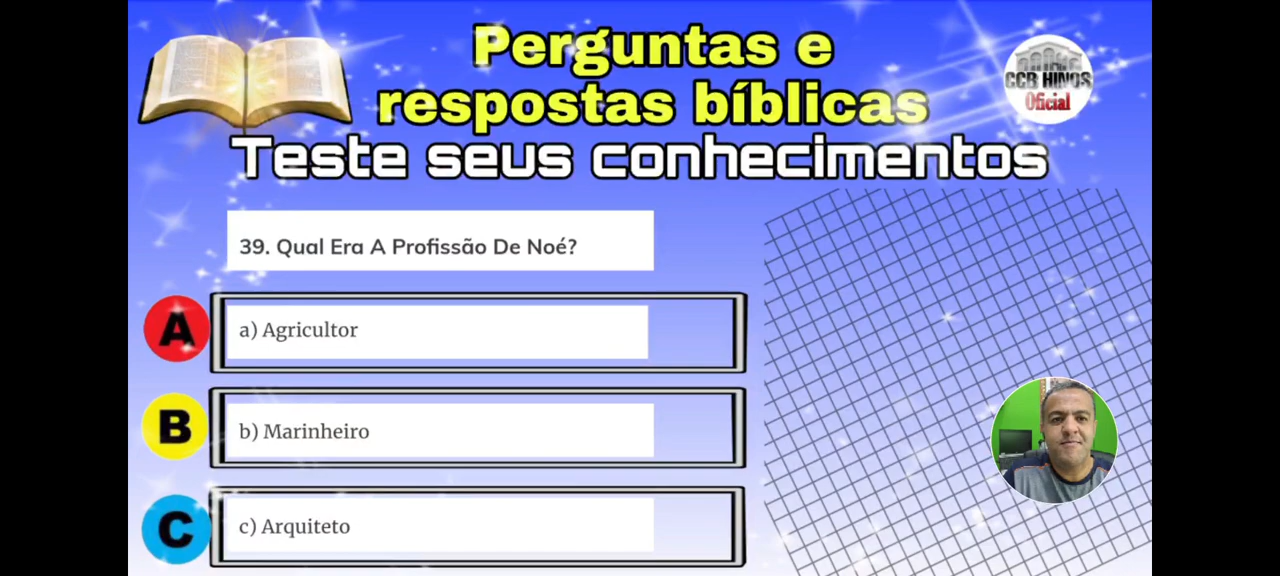 Perguntas e
respostas bíblicas
CCB HINOS
Oficial
Teste seus conhecimentos
39. Qual Era A Profissão De Noé?
A
a) Agricultor
B
b) Marinheiro
C
c) Arquiteto